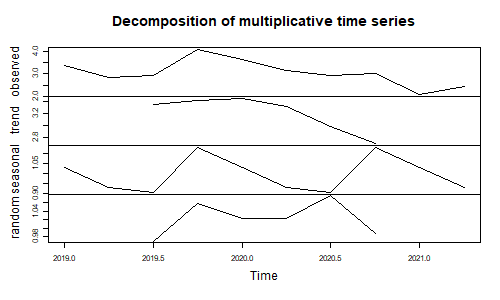 Decomposition of multiplicative time series
observed
4.0
3.0
2.0
trend
3.2
2.8
seasonal
1.05
0.90
random
1.04
0.98
2019.0 2019.5 2020.0 2020.5 2021.0
Time